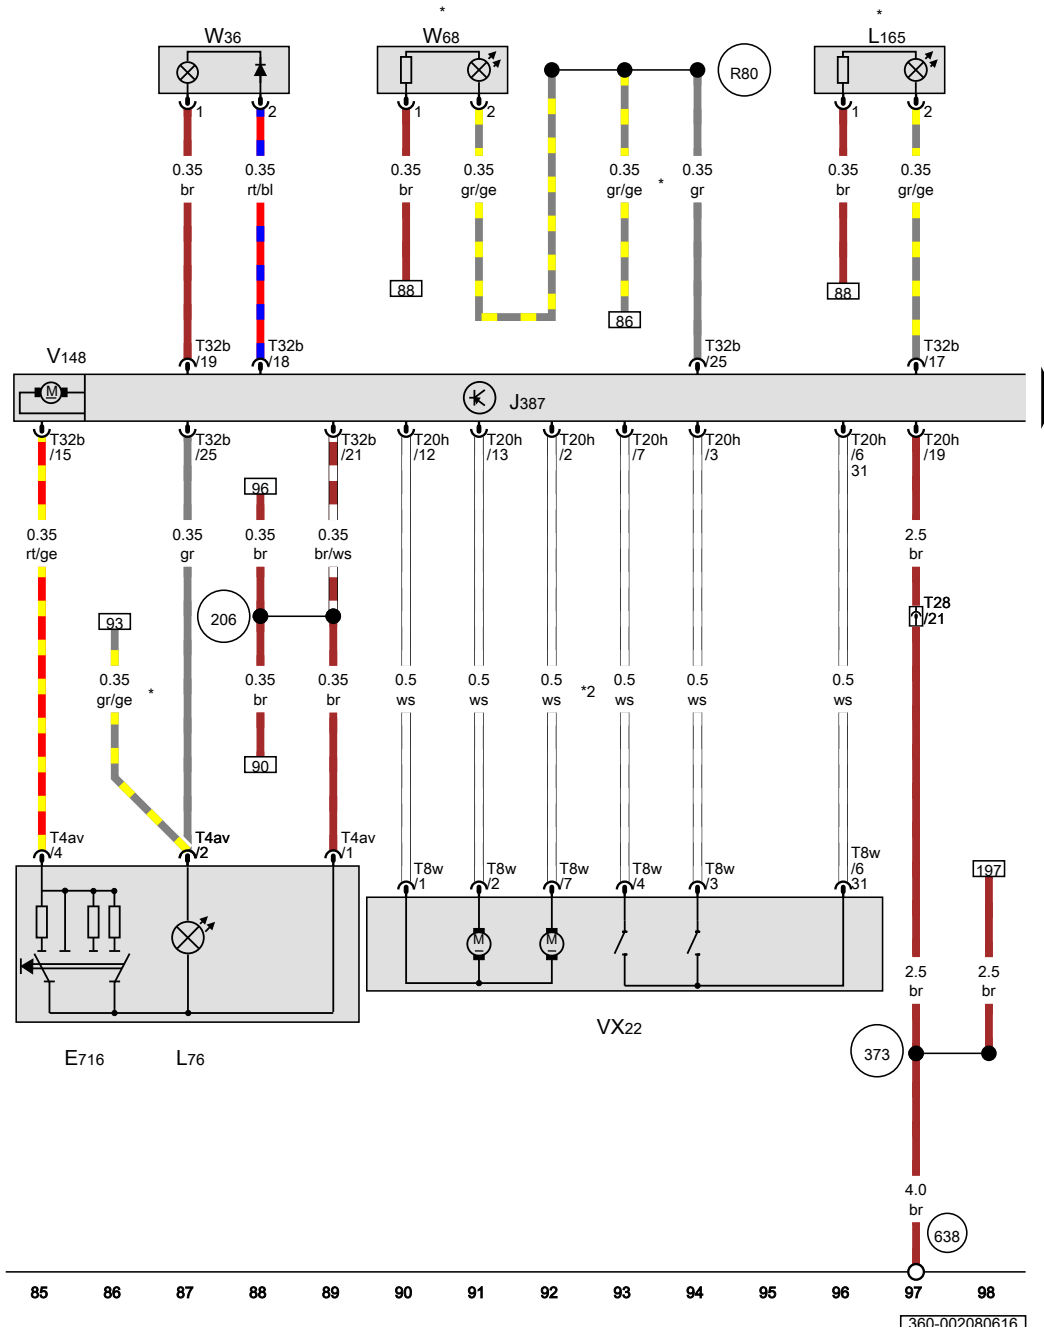 *
*
W36
W68
L165
R80
1
2
1
2
1
2
0.35
br
0.35
rt/bl
0.35
br
0.35
gr/ge
0.35
gr/ge
*
0.35
gr
0.35
br
0.35
gr/ge
88
86
88
T32b
/19
T32b
/18
T32b
/25
T32b
/17
V148
M
J387
T32b
/15
T32b
/25
T32b
/21
T20h
/12
T20h
/13
T20h
/2
T20h
/7
T20h
/3
T20h
/6
31
T20h
/19
96
0.35
rt/ge
0.35
gr
0.35
br
0.35
br/ws
2.5
br
93
206
T28
/21
0.35
gr/ge
*
0.35
br
0.35
br
0.5
ws
0.5
ws
0.5
ws
*2
0.5
ws
0.5
ws
0.5
ws
90
T4av
/4
T4av
/2
T4av
/1
T8w
/1
T8w
/2
T8w
/7
T8w
/4
T8w
/3
T8w
/6
31
197
M
M
2.5
br
2.5
br
VX22
E716
L76
373
4.0
br
638
85 86 87 88 89 90 91 92 93 94 95 96 97 98
360-002080616